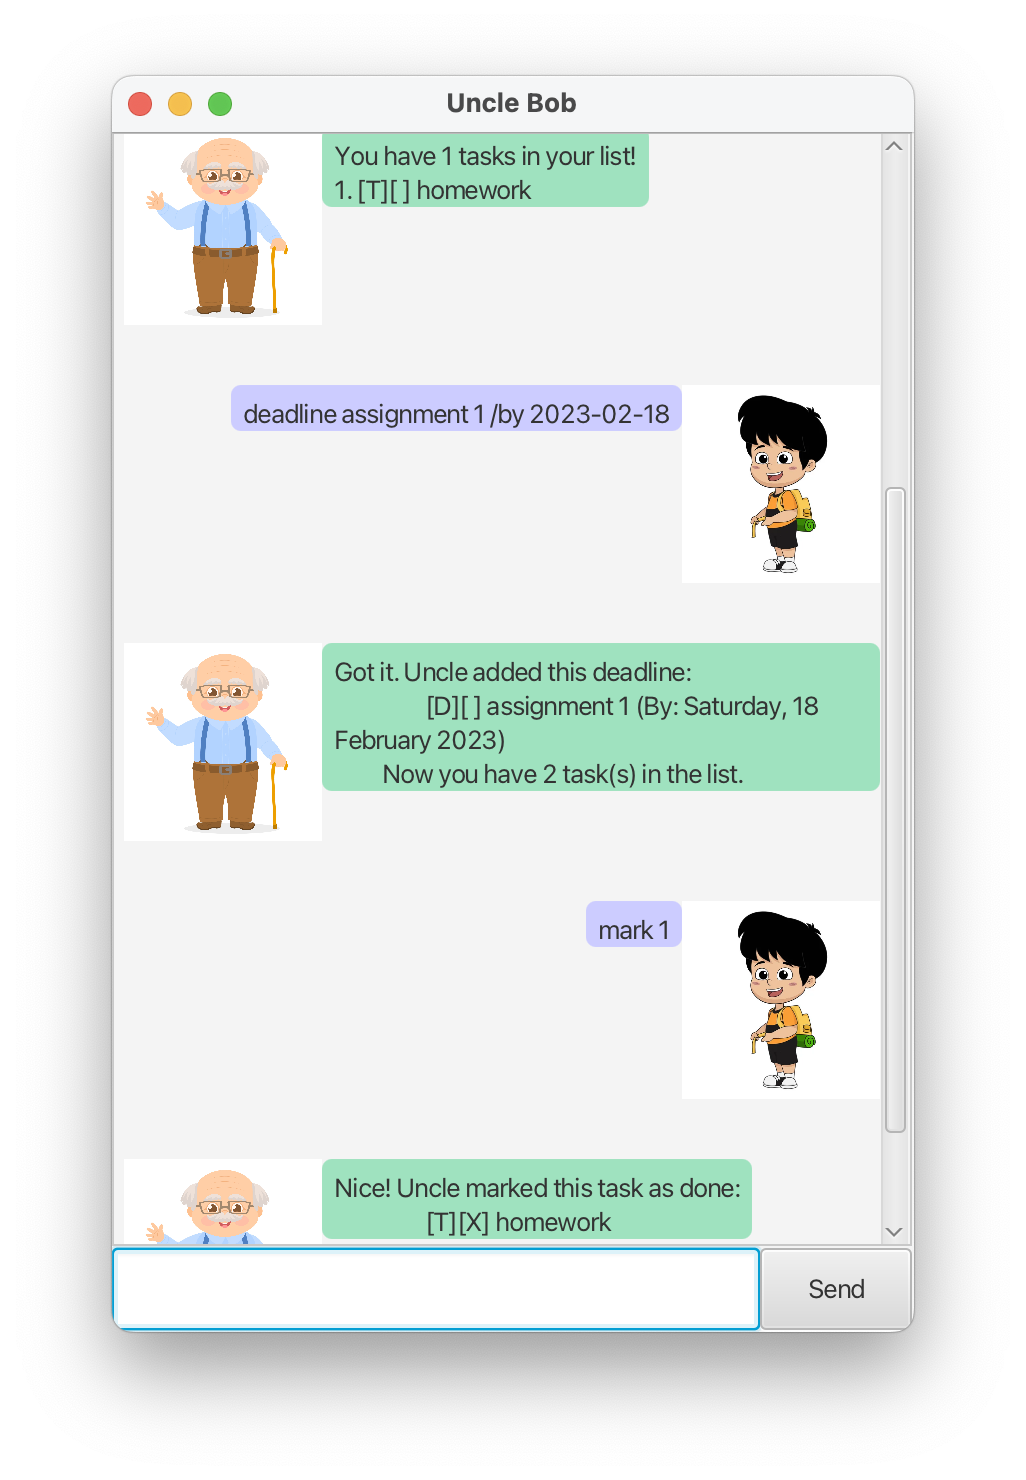 Uncle Bob
You have 1 tasks in your list!
1. [T][ ] homework
deadline assignment 1 /by 2023-02-18
Got it. Uncle added this deadline:
[D][ ] assignment 1 (By: Saturday, 18
February 2023)
Now you have 2 task(s) in the list.
mark 1
Nice! Uncle marked this task as done:
[T][X] homework
Send